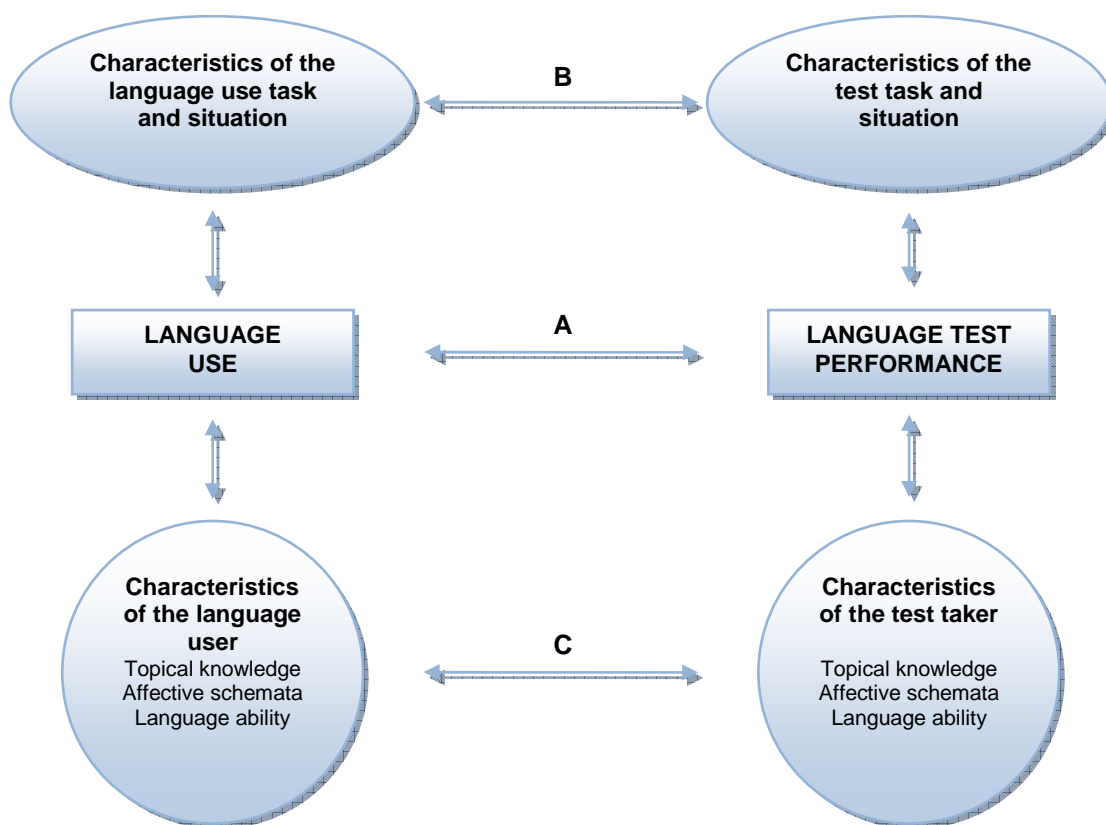 Characteristics of the
language use task
and situation
B
Characteristics of the
test task and
situation
LANGUAGE
USE
A
LANGUAGE TEST
PERFORMANCE
Characteristics
of the language
user
Topical knowledge
Affective schemata
Language ability
C
Characteristics
of the test taker
Topical knowledge
Affective schemata
Language ability